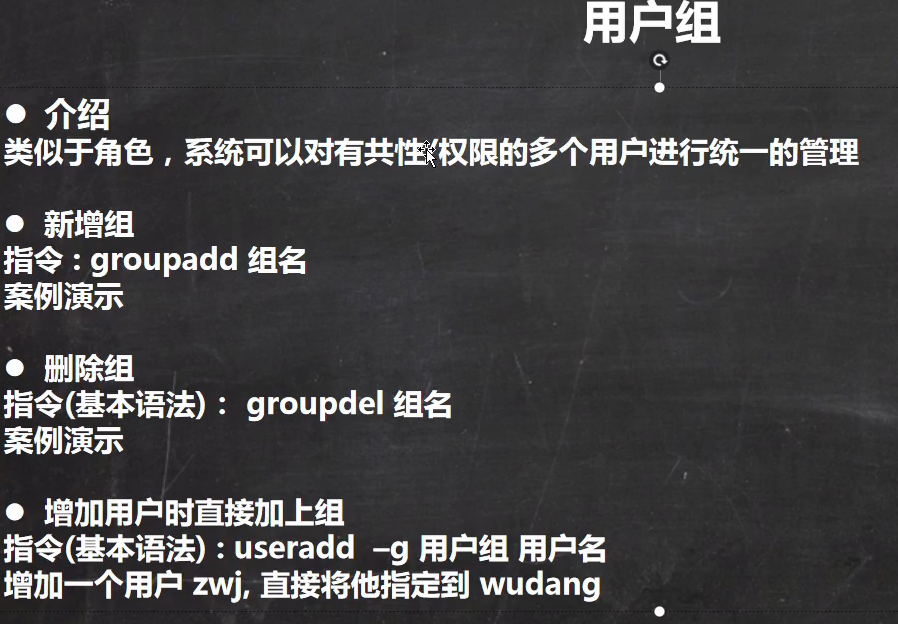 用户组
● 介绍
类似于角色，系统可以对有共性/权限的多个用户进行统一的管理
● 新增组
指令：groupadd 组名
案例演示
● 删除组
指令(基本语法)： groupdel 组名
案例演示
● 增加用户时直接加上组
指令(基本语法)：useradd –g 用户组 用户名
增加一个用户 zwj, 直接将他指定到 wudang